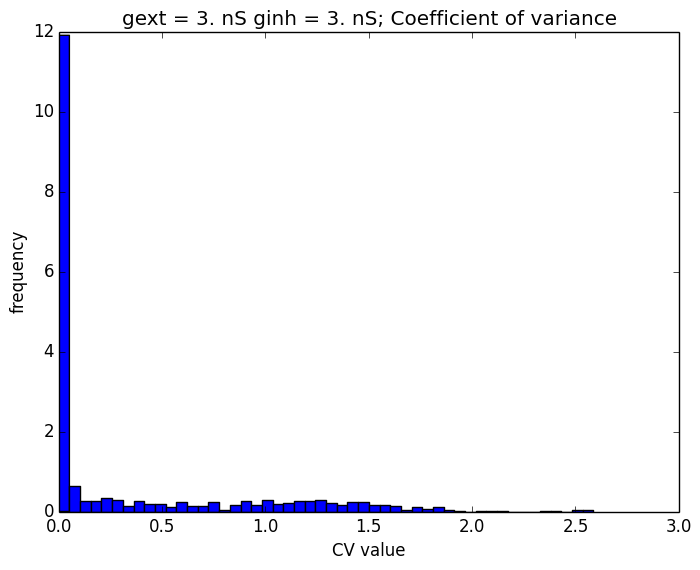 gext = 3. nS ginh = 3. nS; Coefficient of variance
12
10
8
6
4
2
0
frequency
0.0 0.5 1.0 1.5 2.0 2.5 3.0
CV value